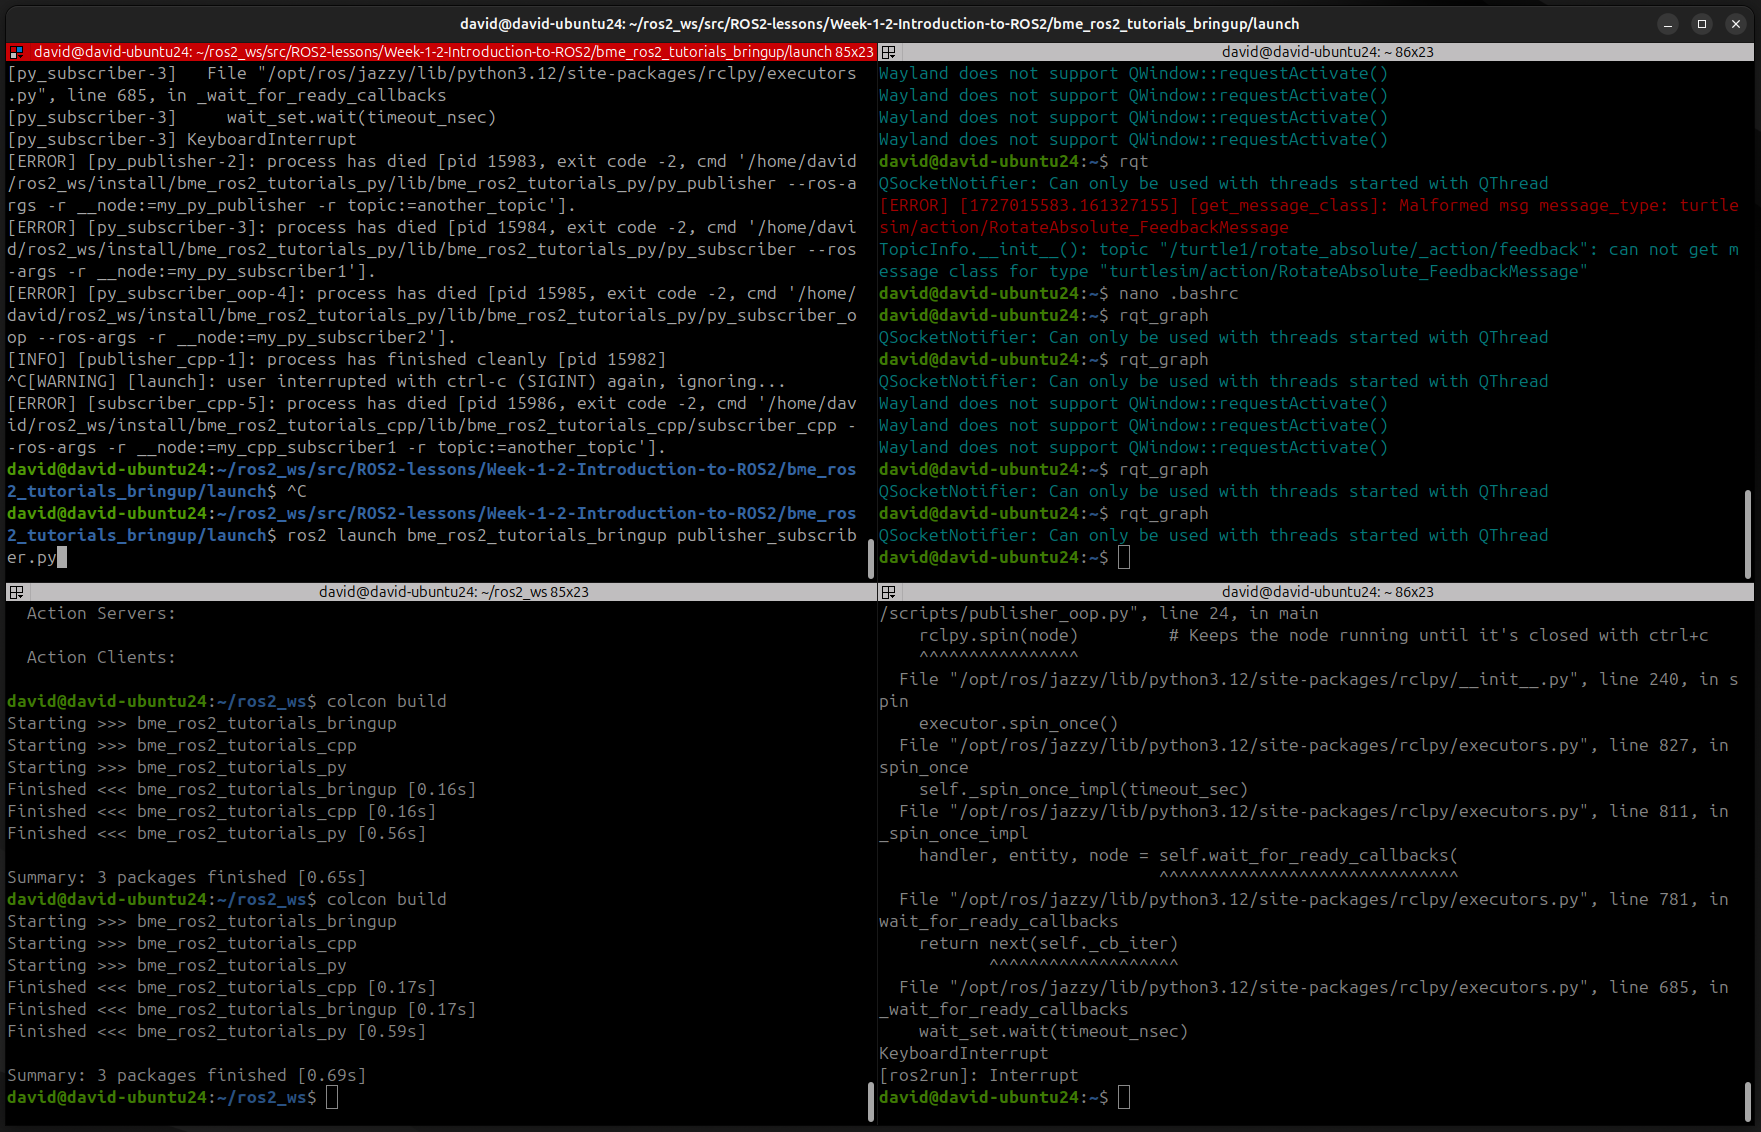 david@david-ubuntu24: ~/ros2_ws/src/ROS2-lessons/Week-1-2-Introduction-to-ROS2/bme_ros2_tutorials_bringup/launch
david@david-ubuntu24: ~/ros2_ws/src/ROS2-lessons/Week-1-2-Introduction-to-ROS2/bme_ros2_tutorials_bringup/launch 85x23
[py_subscriber-3]   File "/opt/ros/jazzy/lib/python3.12/site-packages/rclpy/executors
.py", line 685, in _wait_for_ready_callbacks
[py_subscriber-3]     wait_set.wait(timeout_nsec)
[py_subscriber-3] KeyboardInterrupt
[ERROR] [py_publisher-2]: process has died [pid 15983, exit code -2, cmd '/home/david
/ros2_ws/install/bme_ros2_tutorials_py/lib/bme_ros2_tutorials_py/py_publisher --ros-a
rgs -r __node:=my_py_publisher -r topic:=another_topic'].
[ERROR] [py_subscriber-3]: process has died [pid 15984, exit code -2, cmd '/home/davi
d/ros2_ws/install/bme_ros2_tutorials_py/lib/bme_ros2_tutorials_py/py_subscriber --ros
-args -r __node:=my_py_subscriber1'].
[ERROR] [py_subscriber_oop-4]: process has died [pid 15985, exit code -2, cmd '/home/
david/ros2_ws/install/bme_ros2_tutorials_py/lib/bme_ros2_tutorials_py/py_subscriber_o
op --ros-args -r __node:=my_py_subscriber2'].
[INFO] [publisher_cpp-1]: process has finished cleanly [pid 15982]
^C[WARNING] [launch]: user interrupted with ctrl-c (SIGINT) again, ignoring...
[ERROR] [subscriber_cpp-5]: process has died [pid 15986, exit code -2, cmd '/home/dav
id/ros2_ws/install/bme_ros2_tutorials_cpp/lib/bme_ros2_tutorials_cpp/subscriber_cpp -
-ros-args -r __node:=my_cpp_subscriber1 -r topic:=another_topic'].
david@david-ubuntu24:~/ros2_ws/src/ROS2-lessons/Week-1-2-Introduction-to-ROS2/bme_ros
2_tutorials_bringup/launch$ ^C
david@david-ubuntu24:~/ros2_ws/src/ROS2-lessons/Week-1-2-Introduction-to-ROS2/bme_ros
2_tutorials_bringup/launch$ ros2 launch bme_ros2_tutorials_bringup publisher_subscrib
er.py
david@david-ubuntu24: ~ 86x23
Wayland does not support QWindow::requestActivate()
Wayland does not support QWindow::requestActivate()
Wayland does not support QWindow::requestActivate()
Wayland does not support QWindow::requestActivate()
david@david-ubuntu24:~$ rqt
QSocketNotifier: Can only be used with threads started with QThread
[ERROR] [1727015583.161327155] [get_message_class]: Malformed msg message_type: turtle
sim/action/RotateAbsolute_FeedbackMessage
TopicInfo.__init__(): topic "/turtle1/rotate_absolute/_action/feedback": can not get m
essage class for type "turtlesim/action/RotateAbsolute_FeedbackMessage"
david@david-ubuntu24:~$ nano .bashrc
david@david-ubuntu24:~$ rqt_graph
QSocketNotifier: Can only be used with threads started with QThread
david@david-ubuntu24:~$ rqt_graph
QSocketNotifier: Can only be used with threads started with QThread
Wayland does not support QWindow::requestActivate()
Wayland does not support QWindow::requestActivate()
Wayland does not support QWindow::requestActivate()
david@david-ubuntu24:~$ rqt_graph
QSocketNotifier: Can only be used with threads started with QThread
david@david-ubuntu24:~$ rqt_graph
QSocketNotifier: Can only be used with threads started with QThread
david@david-ubuntu24:~$
david@david-ubuntu24: ~/ros2_ws 85x23
  Action Servers:
  Action Clients:
david@david-ubuntu24:~/ros2_ws$ colcon build
Starting >>> bme_ros2_tutorials_bringup
Starting >>> bme_ros2_tutorials_cpp
Starting >>> bme_ros2_tutorials_py
Finished <<< bme_ros2_tutorials_bringup [0.16s]
Finished <<< bme_ros2_tutorials_cpp [0.16s]
Finished <<< bme_ros2_tutorials_py [0.56s]
Summary: 3 packages finished [0.65s]
david@david-ubuntu24:~/ros2_ws$ colcon build
Starting >>> bme_ros2_tutorials_bringup
Starting >>> bme_ros2_tutorials_cpp
Starting >>> bme_ros2_tutorials_py
Finished <<< bme_ros2_tutorials_cpp [0.17s]
Finished <<< bme_ros2_tutorials_bringup [0.17s]
Finished <<< bme_ros2_tutorials_py [0.59s]
Summary: 3 packages finished [0.69s]
david@david-ubuntu24:~/ros2_ws$
david@david-ubuntu24: ~ 86x23
/scripts/publisher_oop.py", line 24, in main
    rclpy.spin(node)         # Keeps the node running until it's closed with ctrl+c
    ^^^^^^^^^^^^^^^^
  File "/opt/ros/jazzy/lib/python3.12/site-packages/rclpy/__init__.py", line 240, in s
pin
    executor.spin_once()
  File "/opt/ros/jazzy/lib/python3.12/site-packages/rclpy/executors.py", line 827, in
spin_once
    self._spin_once_impl(timeout_sec)
  File "/opt/ros/jazzy/lib/python3.12/site-packages/rclpy/executors.py", line 811, in
_spin_once_impl
    handler, entity, node = self.wait_for_ready_callbacks(
                            ^^^^^^^^^^^^^^^^^^^^^^^^^^^^^^
  File "/opt/ros/jazzy/lib/python3.12/site-packages/rclpy/executors.py", line 781, in
wait_for_ready_callbacks
    return next(self._cb_iter)
           ^^^^^^^^^^^^^^^^^^^
  File "/opt/ros/jazzy/lib/python3.12/site-packages/rclpy/executors.py", line 685, in
_wait_for_ready_callbacks
    wait_set.wait(timeout_nsec)
KeyboardInterrupt
[ros2run]: Interrupt
david@david-ubuntu24:~$